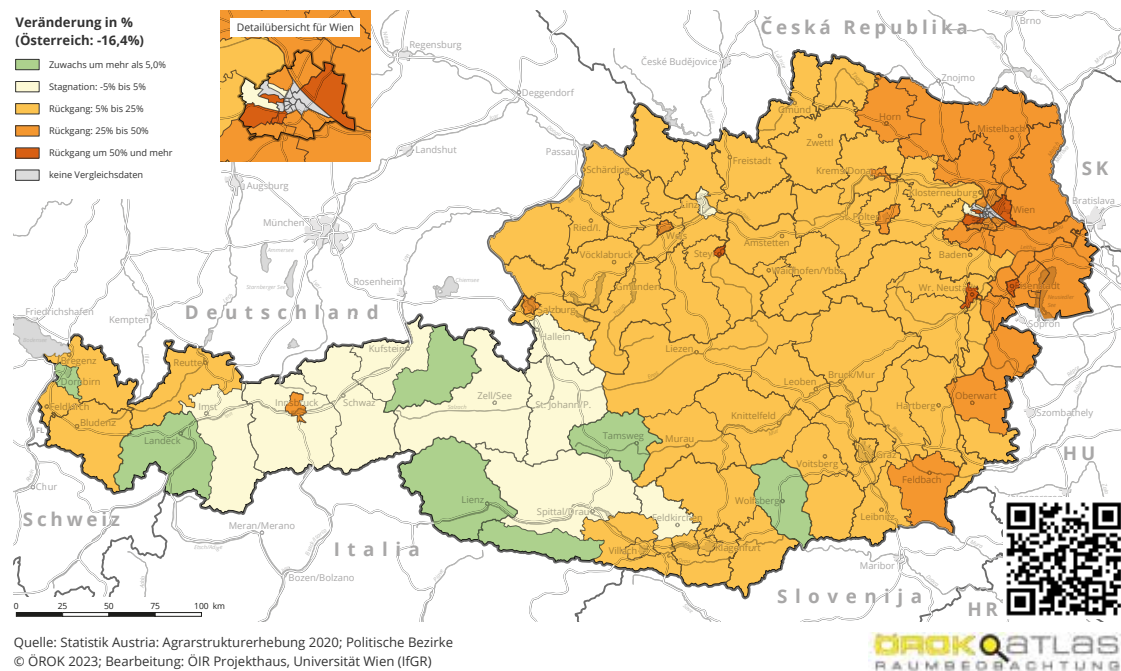 Veränderung in %
(Österreich: -16,4%)
Zuwachs um mehr als 5,0%
Stagnation: -5% bis 5%
Rückgang: 5% bis 25%
Rückgang: 25% bis 50%
Rückgang um 50% und mehr
keine Vergleichsdaten
Detailübersicht für Wien
Česká Republika
Brno
Regensburg
České Budějovice
Znojmo
Deggendorf
Gmünd
Horn
Mistelbach
Landshut
Passau
Zwettl
Freistadt
Schärding
Krems/Donau
Klosterneuburg
SK
Augsburg
Bratislava
Linz
Wien
München
Ried/I.
Wels
St. Pölten
Steyr
Amstetten
Baden
Vöcklabruck
Waidhofen/Ybbs
Rosenheim
Gmunden
Wr. Neust
Eisenstadt
Friedrichshafen
Kempten
Deutschland
Salzburg
Sopron
Hallein
Kufstein
Bregenz
Reutte
Liezen
Dornbirn
Bruck/Mur
Leoben
Feldkirch
Imst
Innsbruck
Schwaz
Zell/See
St. Johann/P.
Hartberg
Oberwart
Bludenz
Knittelfeld
Szombathely
FL
Landeck
Tamsweg
Murau
Graz
HU
Voitsberg
Feldbach
Chur
Lienz
Wolfsberg
Schweiz
Spittal/Drau
Feldkirchen
Leibnitz
Meran/Merano
Italia
Villach
Klagenfurt
Maribor
Bozen/Bolzano
Slovenija
HR
0 25 50 100 km
Quelle: Statistik Austria: Agrarstrukturerhebung 2020; Politische Bezirke
© ÖROK 2023; Bearbeitung: ÖIR Projekthaus, Universität Wien (IfGR)
ÖROK ATLAS
RAUMBEOBACHTUNG